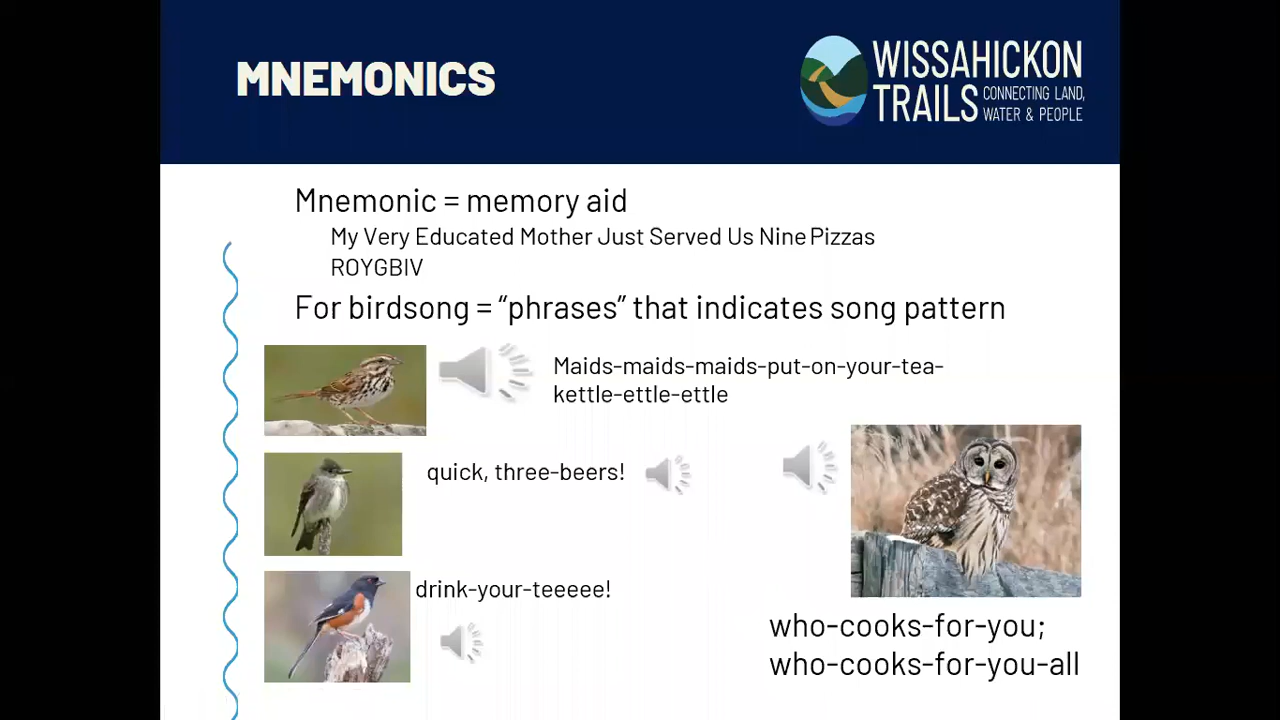 MNEMONICS
WISSAHICKON
TRAILS
CONNECTING LAND,
WATER & PEOPLE
Mnemonic = memory aid
My Very Educated Mother Just Served Us Nine Pizzas
ROYGBIV
For birdsong = “phrases” that indicates song pattern
Maids-maids-maids-put-on-your-tea-
kettle-ettle-ettle
quick, three-beers!
drink-your-teeeee!
who-cooks-for-you;
who-cooks-for-you-all